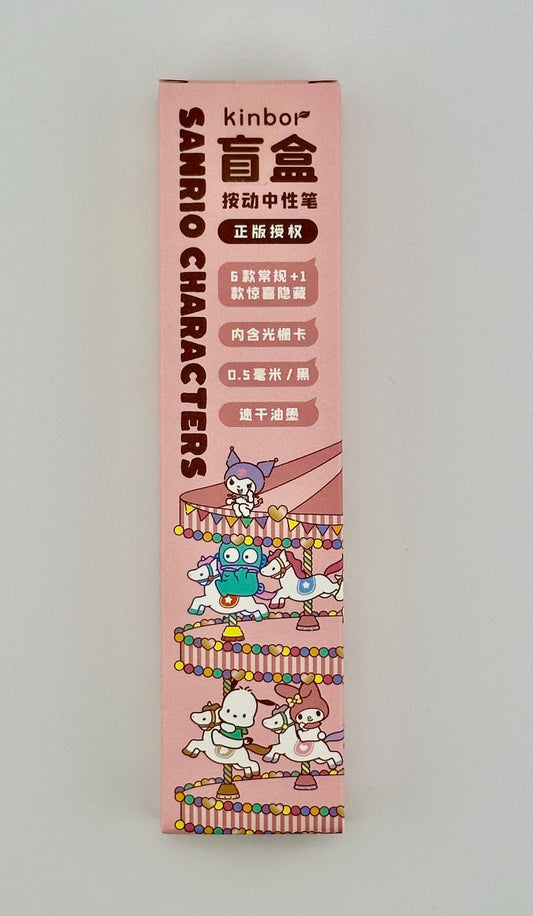 SANRIO CHARACTERS
kinbor
盲盒
按动中性笔
正版授权
6款常规+1
款惊喜隐藏
内含光栅卡
0.5毫米/黑
速干油墨